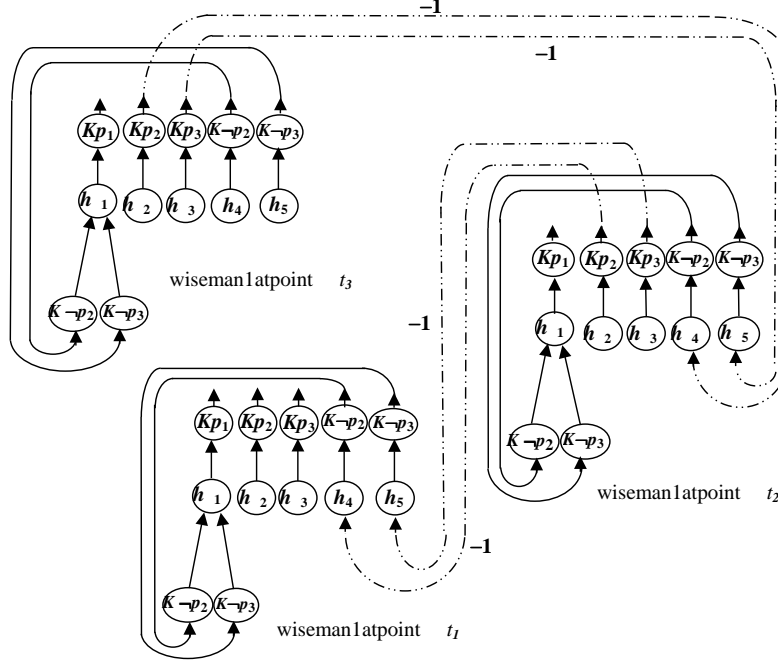 −1
−1
Kp1 Kp2 Kp3 K¬p2 K¬p3
h1 h2 h3 h4 h5
wiseman1atpoint t3
K¬p2 K¬p3
Kp1 Kp2 Kp3 K¬p2 K¬p3
−1
h1 h2 h3 h4 h5
K¬p2 K¬p3
wiseman1atpoint t2
Kp1 Kp2 Kp3 K¬p2 K¬p3
h1 h2 h3 h4 h5
−1
K¬p2 K¬p3
wiseman1atpoint t1